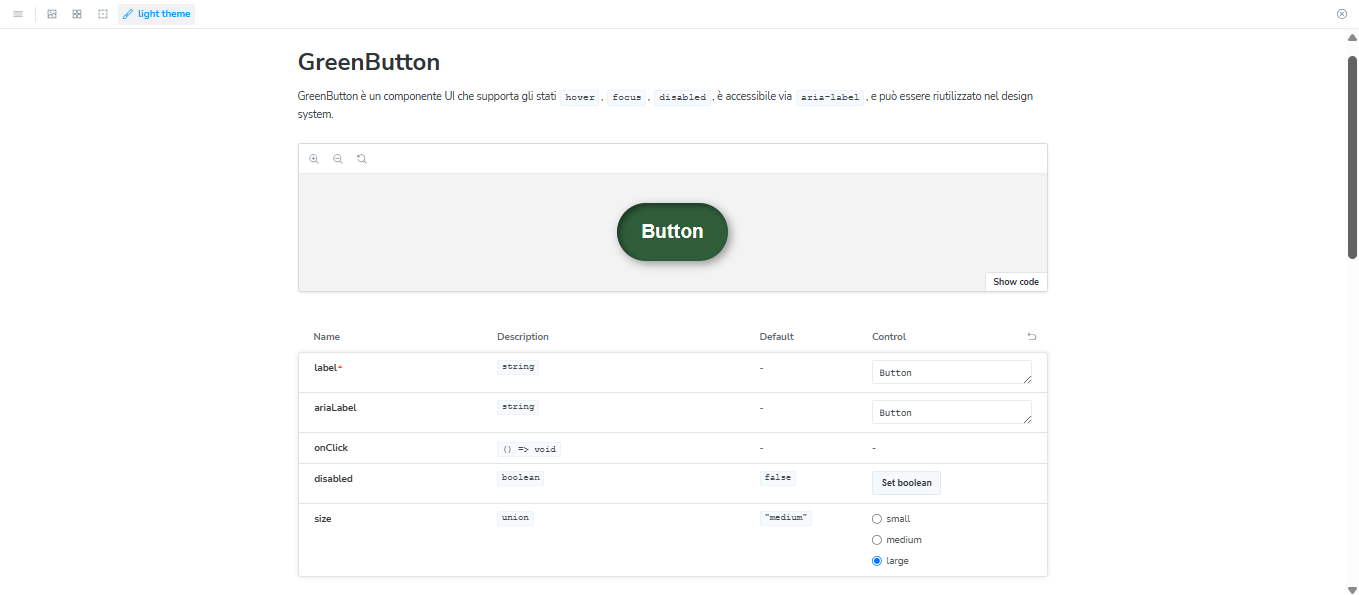 light theme
GreenButton
GreenButton è un componente UI che supporta gli stati hover , focus , disabled , è accessibile via aria-label , e può essere riutilizzato nel design
system.
Button
Show code
Name Description Default Control
label* string - Button
ariaLabel string - Button
onClick () => void - -
disabled boolean false Set boolean
size union "medium" small
medium
large